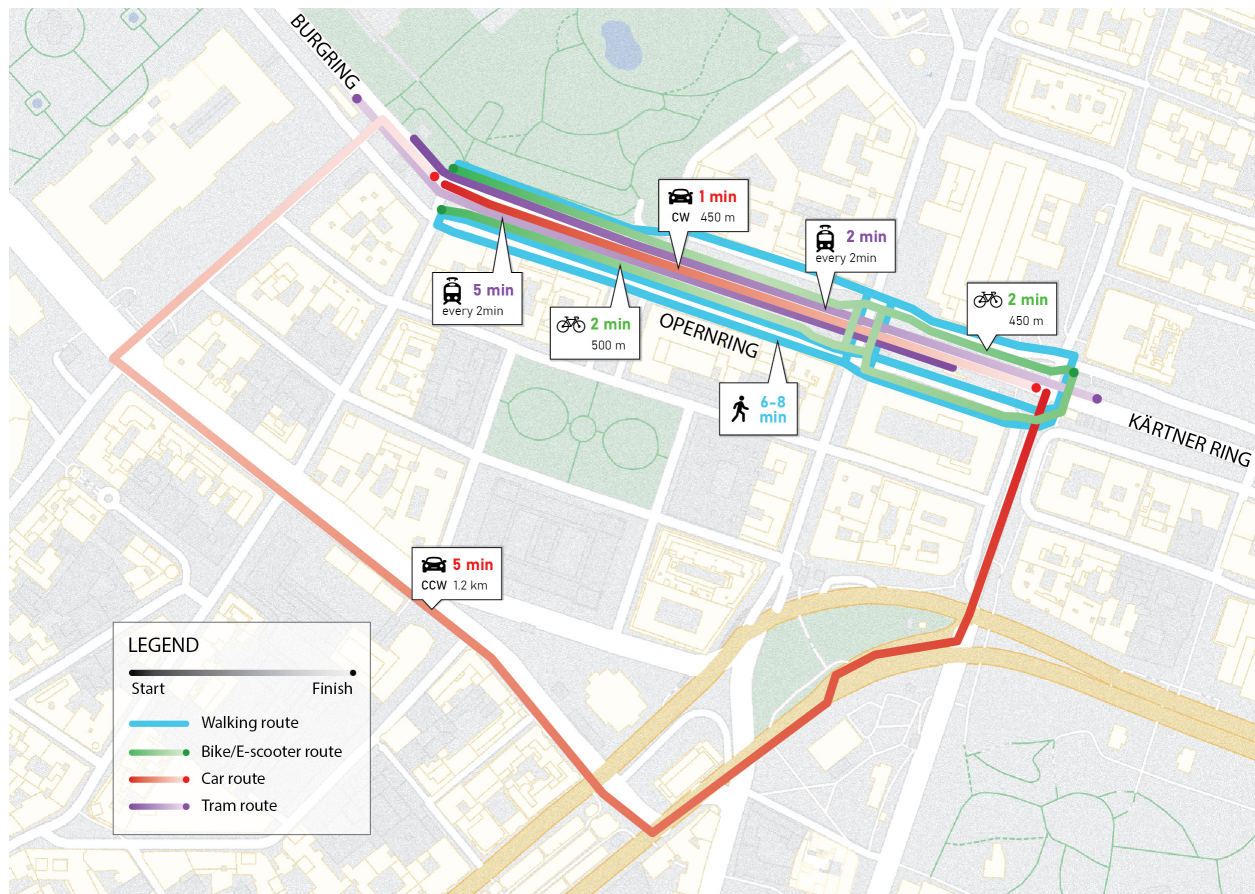 BURGRING
1 min
CW 450 m
2 min
every 2min
5 min
every 2min
2 min
450 m
2 min
500 m
OPERNRING
6-8
min
KÄRTNER RING
5 min
CCW 1.2 km
LEGEND
Start Finish
Walking route
Bike/E-scooter route
Car route
Tram route